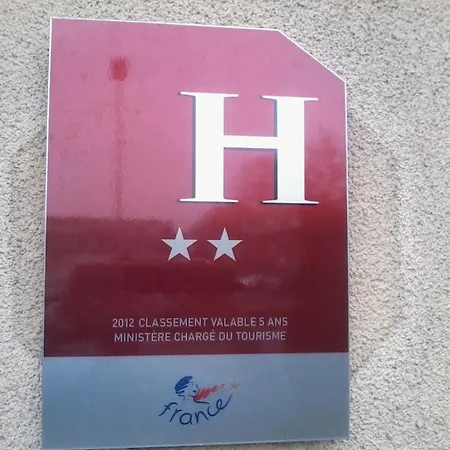 H
2012 CLASSEMENT VALABLE 5 ANS
MINISTÈRE CHARGÉ DU TOURISME
france